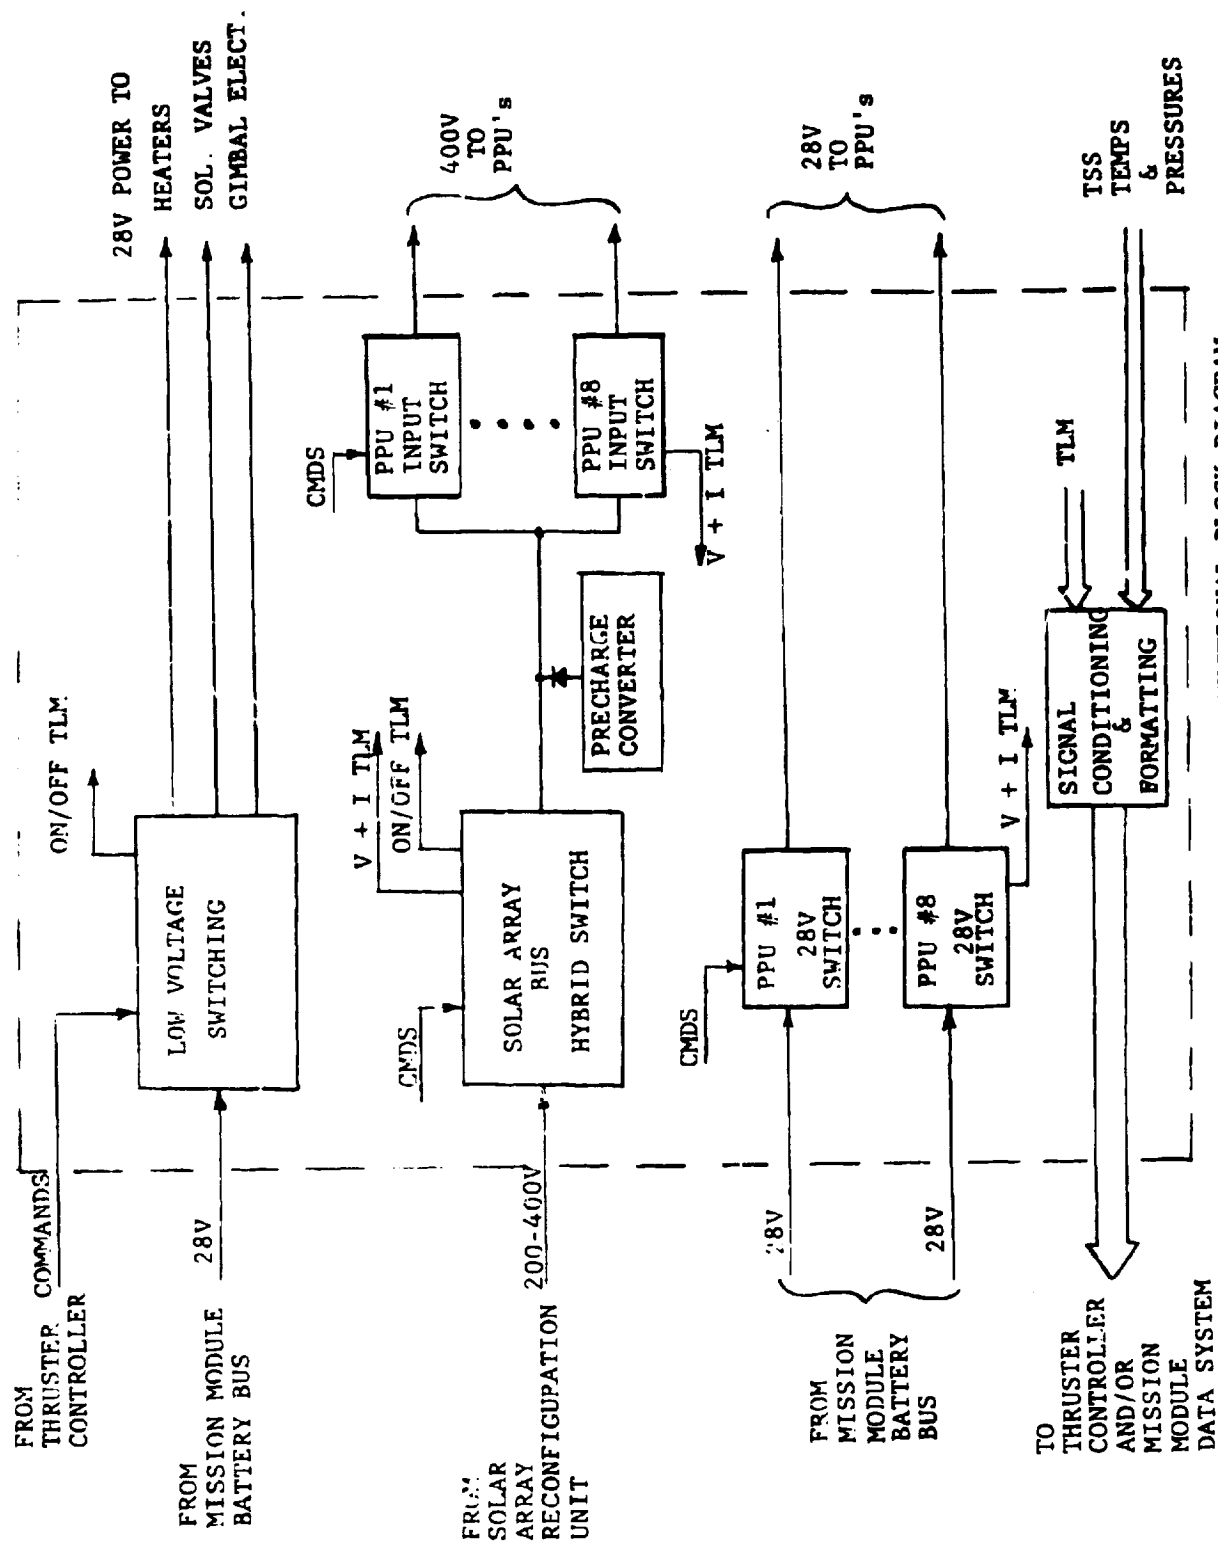 FROM
THRUSTER
CONTROLLER
COMMANDS
ON/OFF TLM
28V POWER TO
HEATERS
SOL. VALVES
GIMBAL ELECT.
LOW VOLTAGE
SWITCHING
FROM
MISSION MODULE
BATTERY BUS
28V
FROM
SOLAR
ARRAY
RECONFIGUPATION
UNIT
200-400V
CMDS
SOLAR ARRAY
BUS
HYBRID SWITCH
V + I TLM
ON/OFF TLM
PRECHARGE
CONVERTER
CMDS
PPU #1
INPUT
SWITCH
PPU #8
INPUT
SWITCH
V + I TLM
400V
TO
PPU's
FROM
MISSION
MODULE
BATTERY
BUS
28V
28V
CMDS
PPU #1
28V
SWITCH
PPU #8
28V
SWITCH
V + I TLM
28V
TO
PPU's
TO
THRUSTER
CONTROLLER
AND/OR
MISSION
MODULE
DATA SYSTEM
SIGNAL
CONDITIONING
&
FORMATTING
TLM
TSS
TEMPS
&
PRESSURES